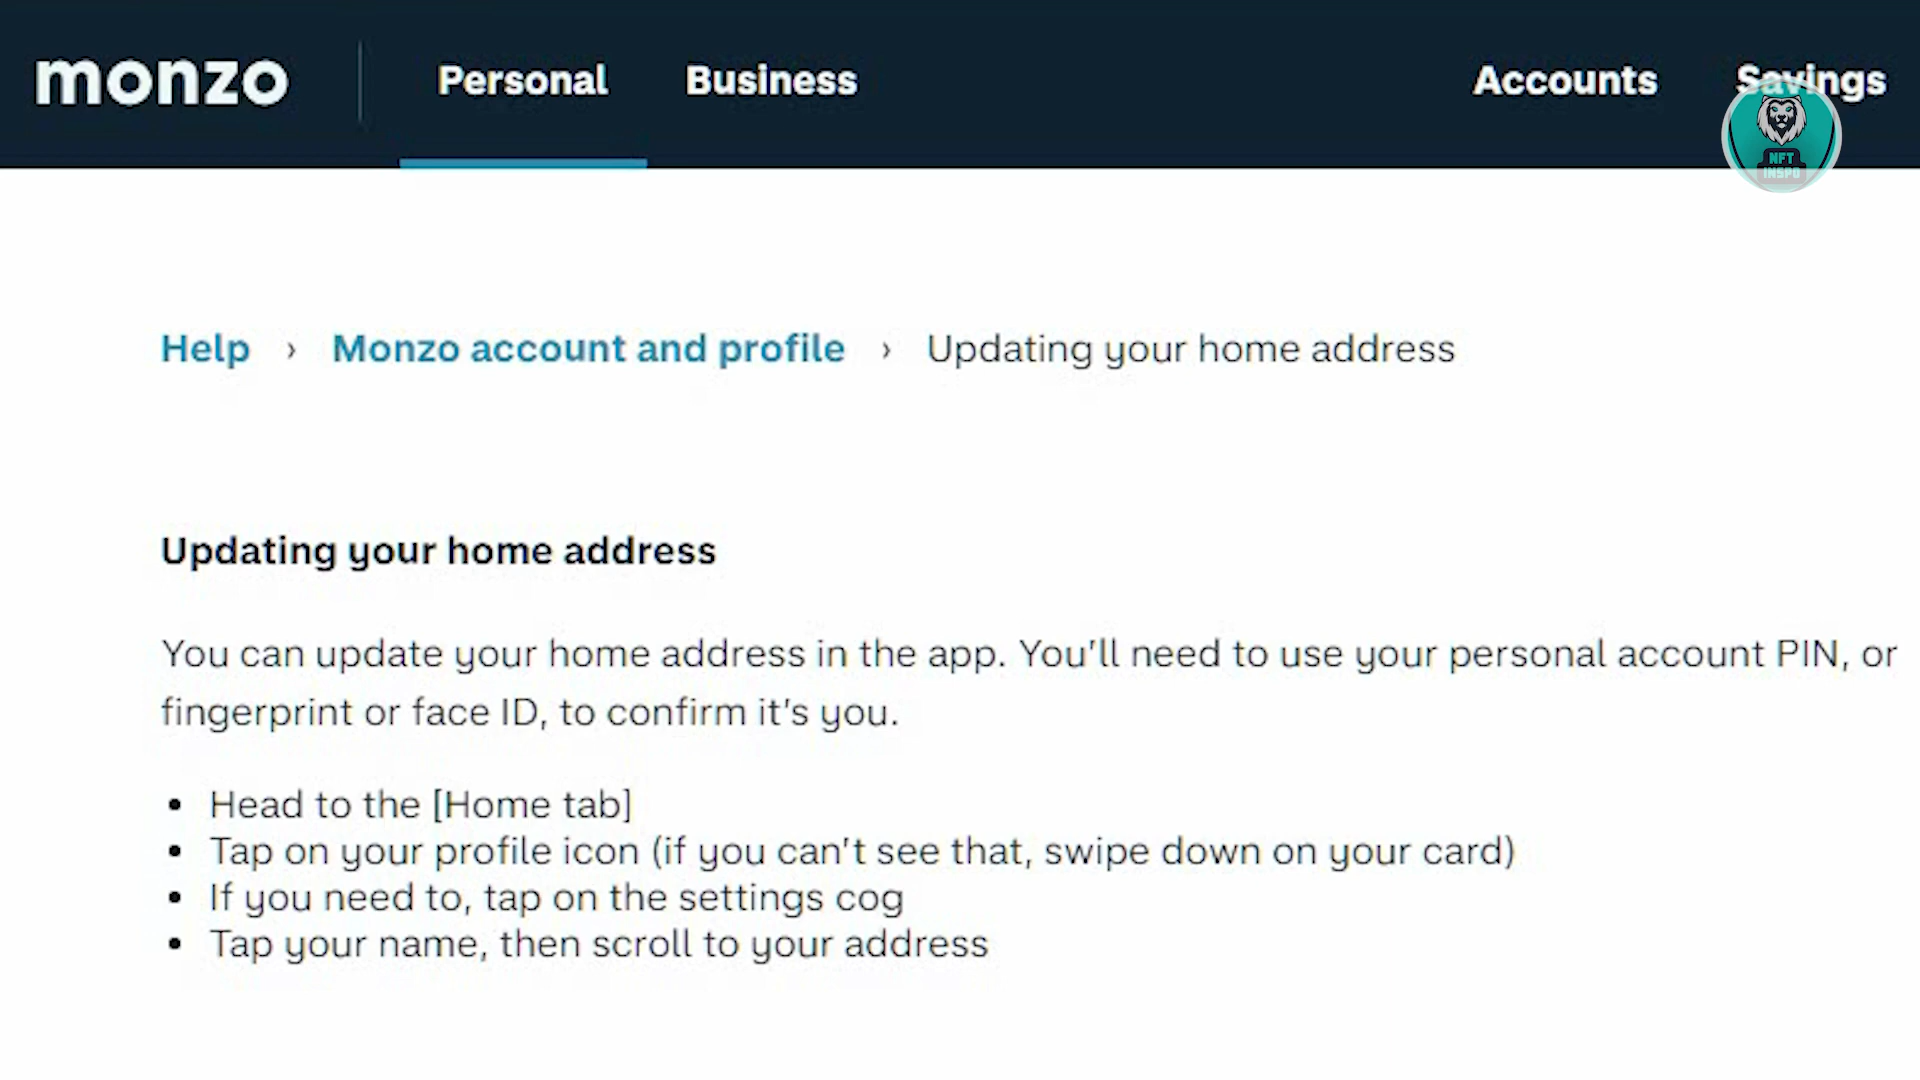 monzo
Personal
Business
Accounts
Savings
NFT
INSPO
Help › Monzo account and profile › Updating your home address
Updating your home address
You can update your home address in the app. You'll need to use your personal account PIN, or
fingerprint or face ID, to confirm it's you.
• Head to the [Home tab]
• Tap on your profile icon (if you can't see that, swipe down on your card)
• If you need to, tap on the settings cog
• Tap your name, then scroll to your address